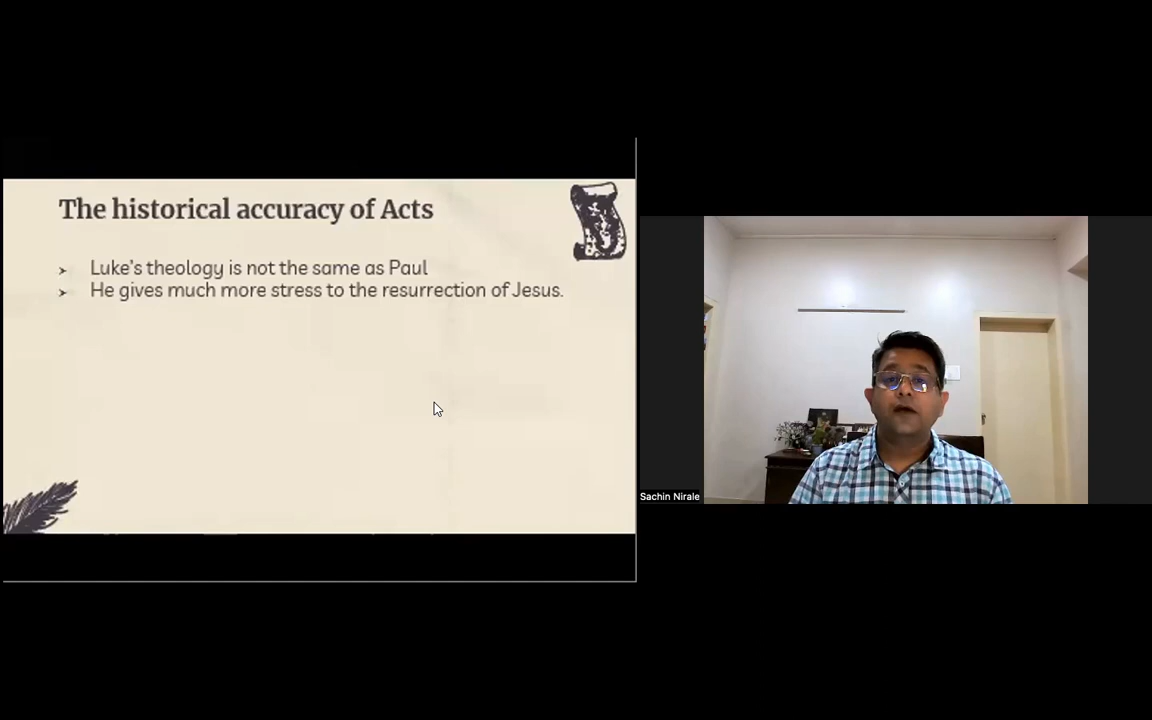 The historical accuracy of Acts
➤ Luke's theology is not the same as Paul
➤ He gives much more stress to the resurrection of Jesus.
Sachin Nirale